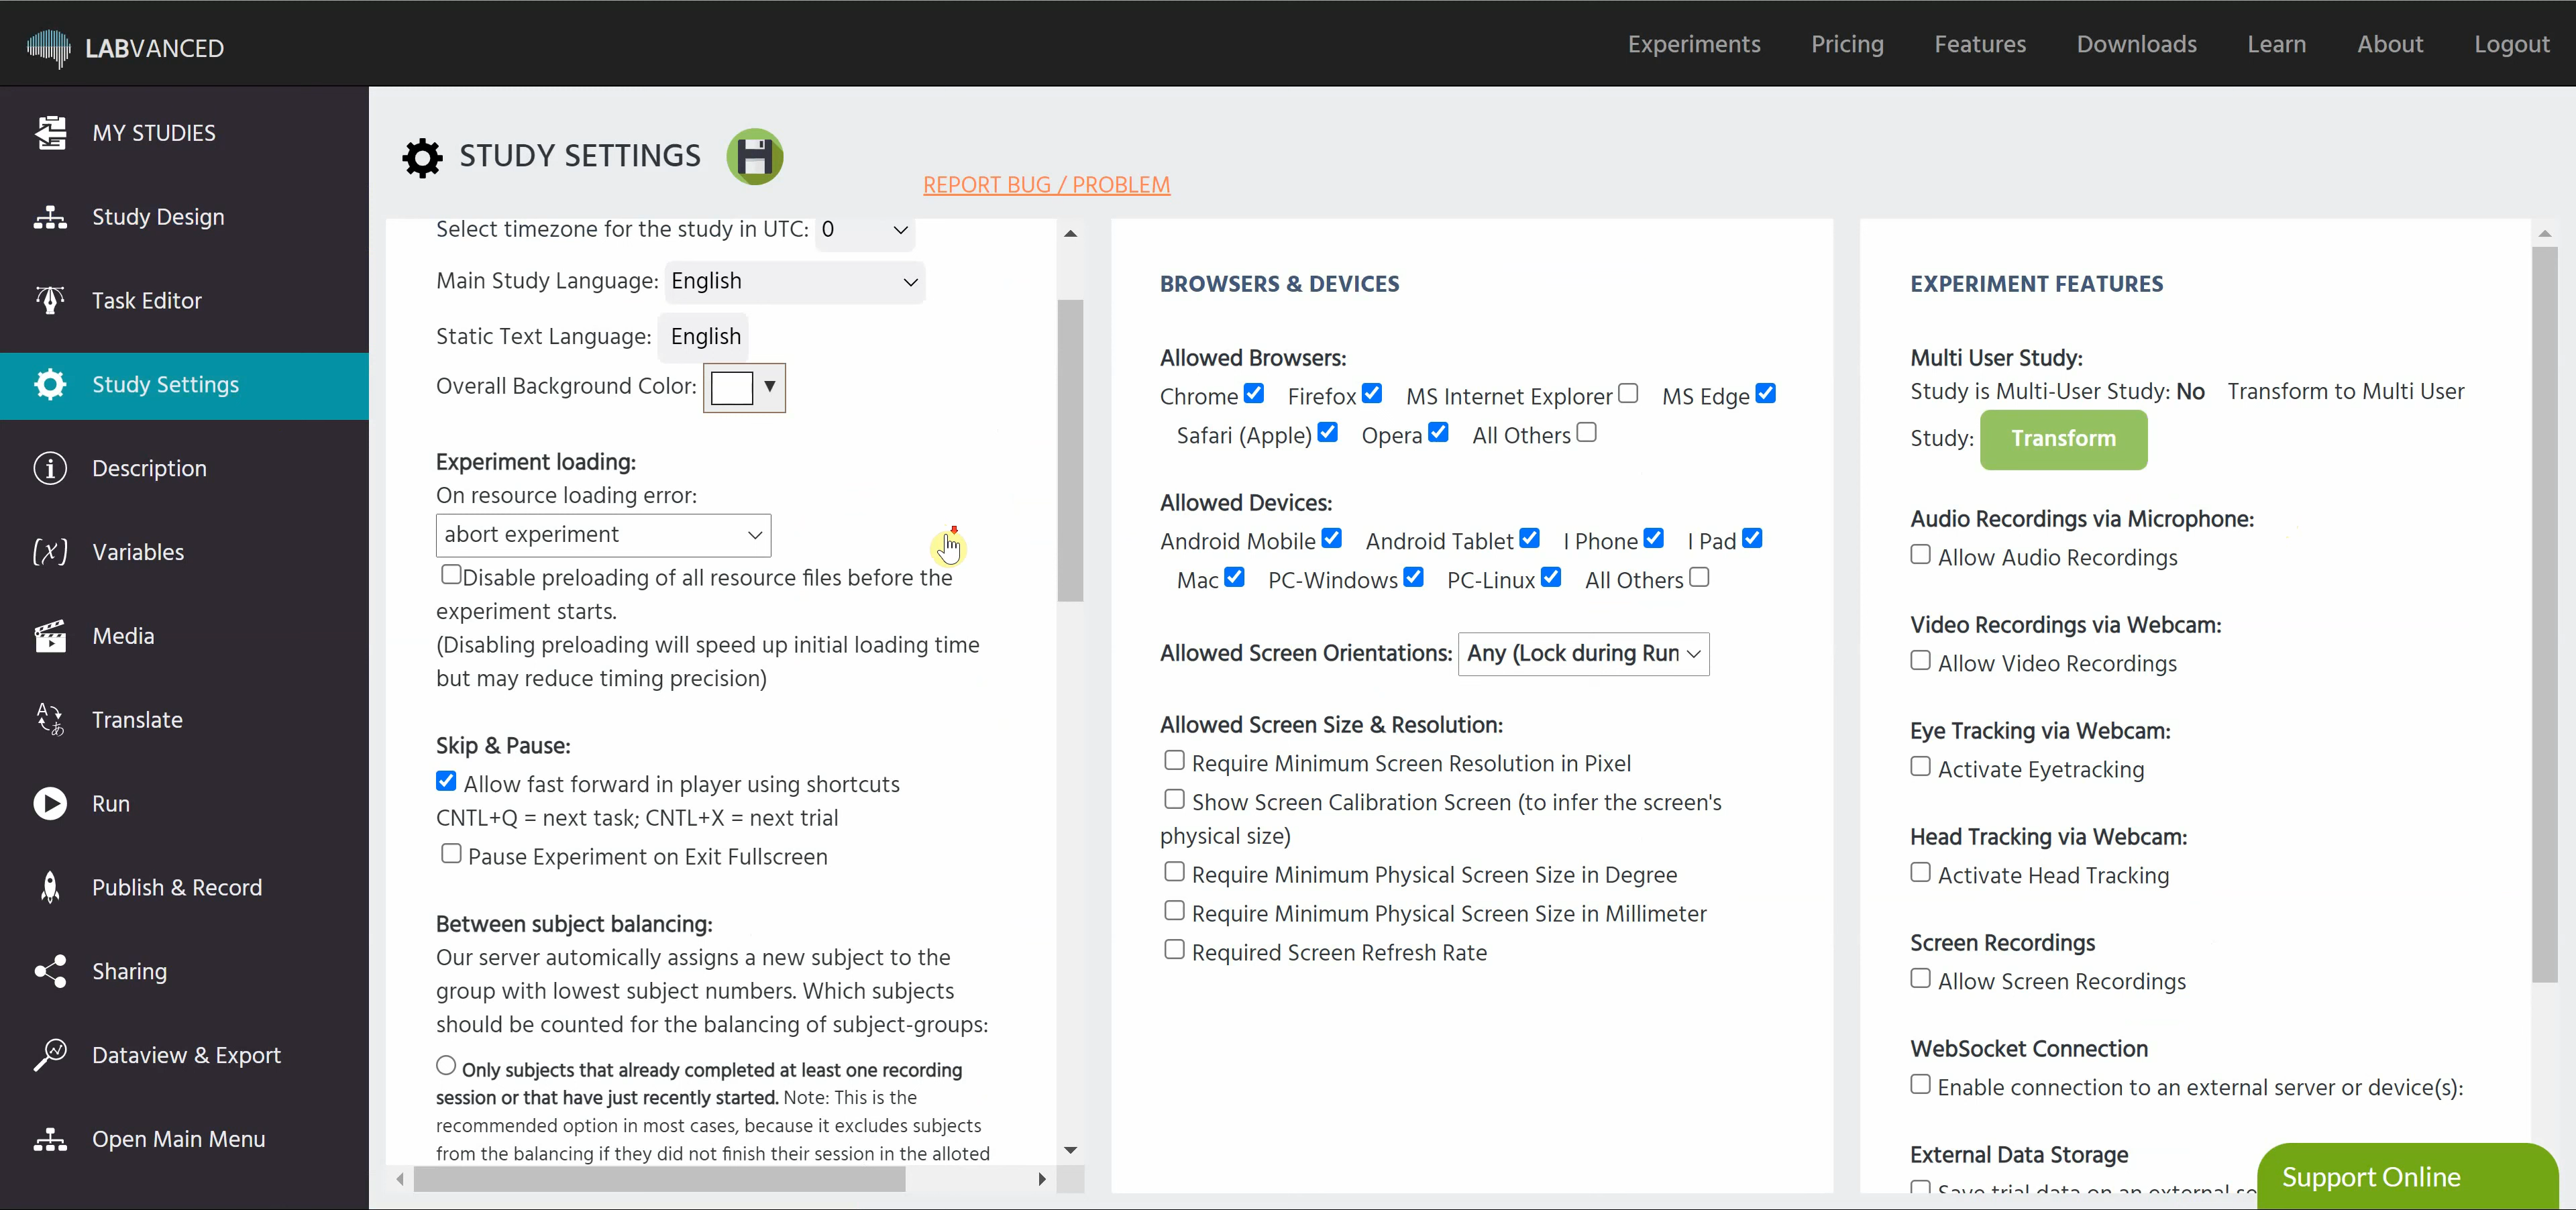 LABVANCED
Experiments Pricing Features Downloads Learn About Logout
MY STUDIES
Study Design
Task Editor
Study Settings
Description
Variables
Media
Translate
Run
Publish & Record
Sharing
Dataview & Export
Open Main Menu
STUDY SETTINGS
REPORT BUG / PROBLEM
Select timezone for the study in UTC: 0
Main Study Language: English
Static Text Language: English
Overall Background Color:
Experiment loading:
On resource loading error:
abort experiment
Disable preloading of all resource files before the
experiment starts.
(Disabling preloading will speed up initial loading time
but may reduce timing precision)
Skip & Pause:
Allow fast forward in player using shortcuts
CNTL+Q = next task; CNTL+X = next trial
Pause Experiment on Exit Fullscreen
Between subject balancing:
Our server automically assigns a new subject to the
group with lowest subject numbers. Which subjects
should be counted for the balancing of subject-groups:
Only subjects that already completed at least one recording
session or that have just recently started. Note: This is the
recommended option in most cases, because it excludes subjects
from the balancing if they did not finish their session in the alloted
BROWSERS & DEVICES
Allowed Browsers:
Chrome Firefox MS Internet Explorer MS Edge
Safari (Apple) Opera All Others
Allowed Devices:
Android Mobile Android Tablet I Phone I Pad
Mac PC-Windows PC-Linux All Others
Allowed Screen Orientations: Any (Lock during Run
Allowed Screen Size & Resolution:
Require Minimum Screen Resolution in Pixel
Show Screen Calibration Screen (to infer the screen's
physical size)
Require Minimum Physical Screen Size in Degree
Require Minimum Physical Screen Size in Millimeter
Required Screen Refresh Rate
EXPERIMENT FEATURES
Multi User Study:
Study is Multi-User Study: No Transform to Multi User
Study: Transform
Audio Recordings via Microphone:
Allow Audio Recordings
Video Recordings via Webcam:
Allow Video Recordings
Eye Tracking via Webcam:
Activate Eyetracking
Head Tracking via Webcam:
Activate Head Tracking
Screen Recordings
Allow Screen Recordings
WebSocket Connection
Enable connection to an external server or device(s):
External Data Storage
Save trial data on an external se
Support Online